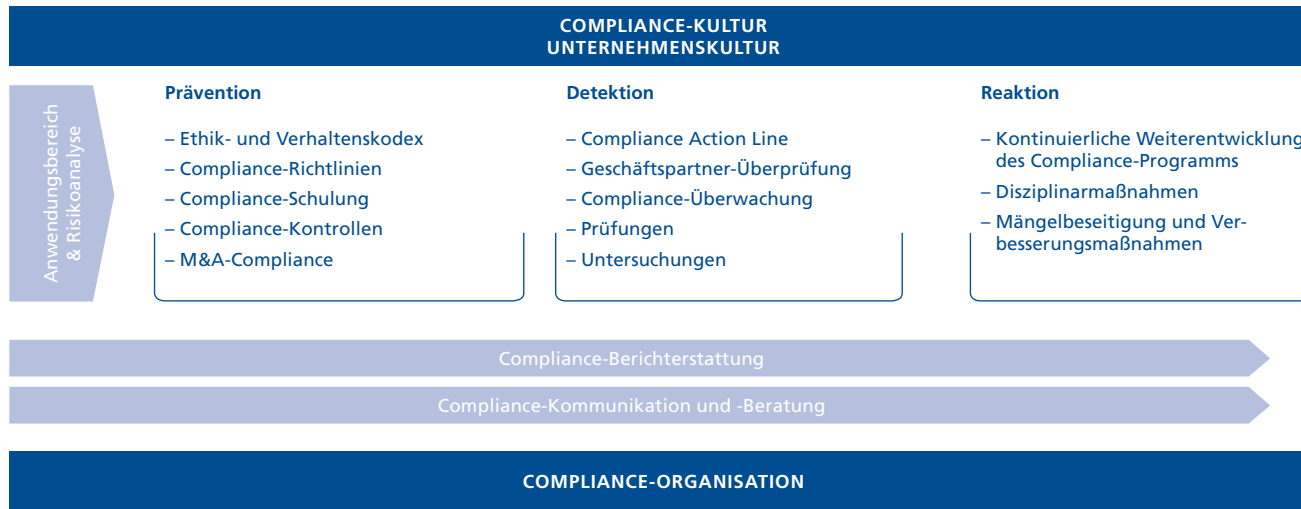 COMPLIANCE-KULTUR
UNTERNEHMENSKULTUR
Anwendungsbereich
& Risikoanalyse
Prävention
– Ethik- und Verhaltenskodex
– Compliance-Richtlinien
– Compliance-Schulung
– Compliance-Kontrollen
– M&A-Compliance
Detektion
– Compliance Action Line
– Geschäftspartner-Überprüfung
– Compliance-Überwachung
– Prüfungen
– Untersuchungen
Reaktion
– Kontinuierliche Weiterentwicklung
des Compliance-Programms
– Disziplinarmaßnahmen
– Mängelbeseitigung und Ver-
besserungsmaßnahmen
Compliance-Berichterstattung
Compliance-Kommunikation und -Beratung
COMPLIANCE-ORGANISATION